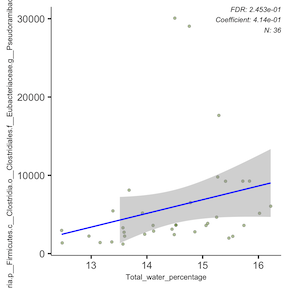 FDR: 2.453e-01
Coefficient: 4.14e-01
N: 36
30000
20000
10000
0
13
14
15
16
Total_water_percentage
ria.p__Firmicutes.c__Clostridia.o__Clostridiales.f__Eubacteriaceae.g__Pseudoramibac